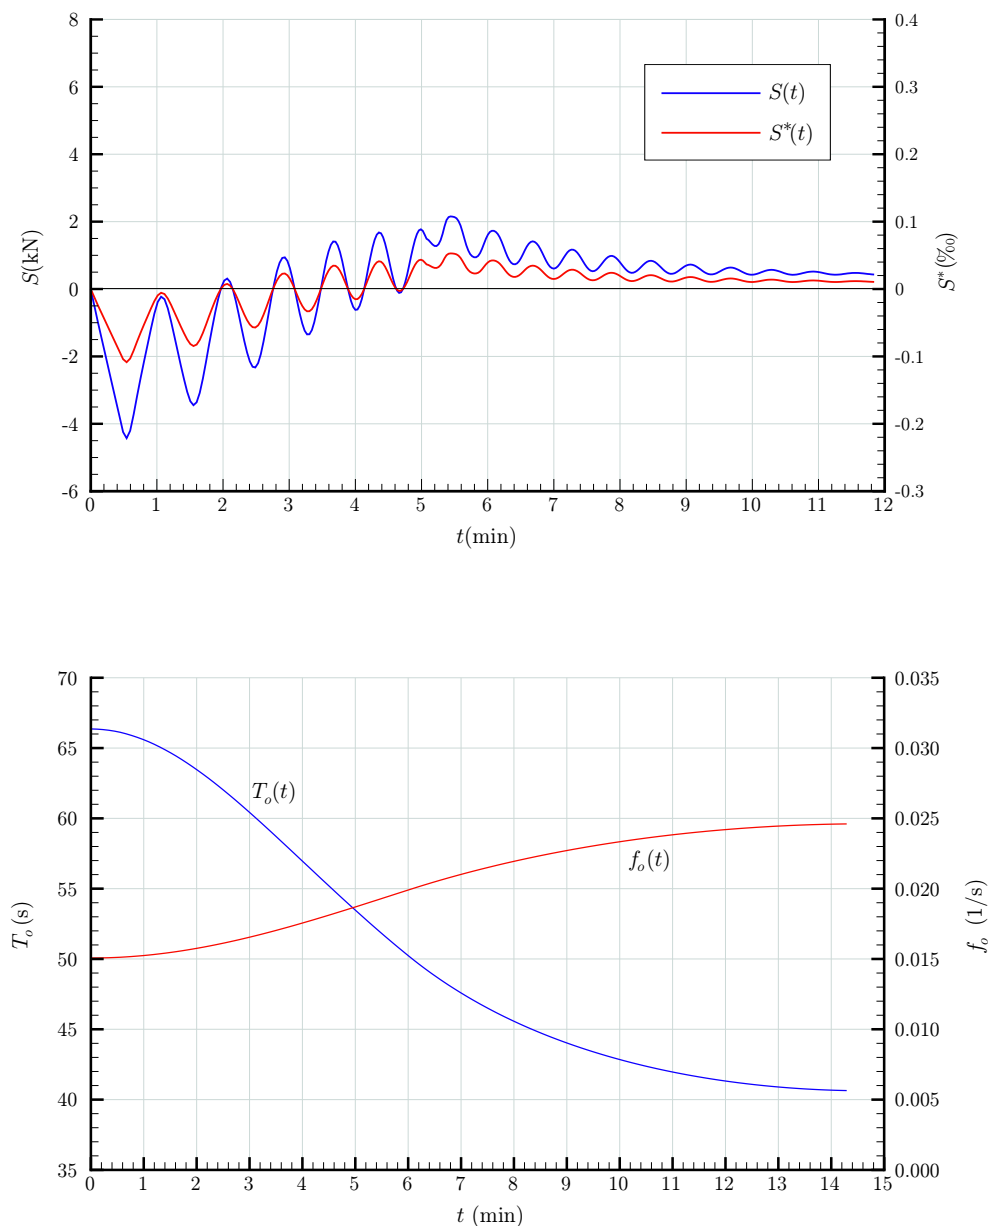 8 0.4
6 0.3
S(t)
S*(t)
4 0.2
2 0.1
S(kN) S*(‰)
0 0
-2 -0.1
-4 -0.2
-6 -0.3
0 1 2 3 4 5 6 7 8 9 10 11 12
t(min)
70 0.035
65 0.030
T_o(t)
60 0.025
f_o(t)
55 0.020
T_o(s) f_o (1/s)
50 0.015
45 0.010
40 0.005
35 0.000
0 1 2 3 4 5 6 7 8 9 10 11 12 13 14 15
t (min)